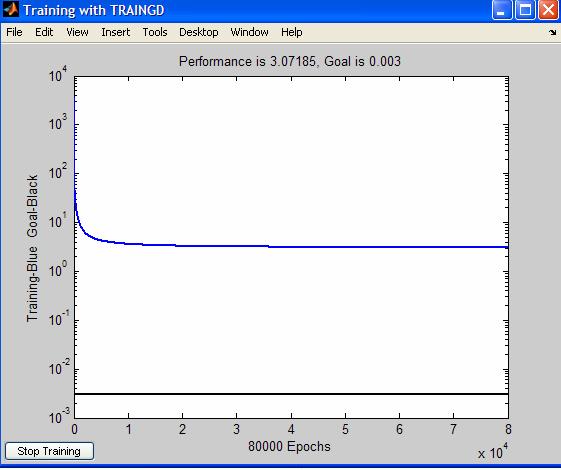 Training with TRAINGD
File Edit View Insert Tools Desktop Window Help
Performance is 3.07185, Goal is 0.003
Training-Blue Goal-Black
10^4
10^3
10^2
10^1
10^0
10^-1
10^-2
10^-3
0 1 2 3 4 5 6 7 8
80000 Epochs
x 10^4
Stop Training